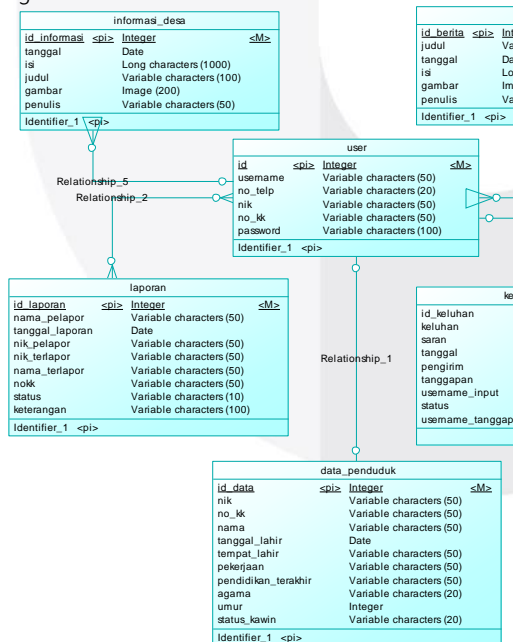 informasi_desa
id_informasi <pi> Integer <M>
tanggal Date
isi Long characters (1000)
judul Variable characters (100)
gambar Image (200)
penulis Variable characters (50)
Identifier_1 <pi>
id_berita <pi>
judul
tanggal
isi
gambar
penulis
Identifier_1 <pi>
user
id <pi> Integer <M>
username Variable characters (50)
no_telp Variable characters (20)
nik Variable characters (50)
no_kk Variable characters (50)
password Variable characters (100)
Identifier_1 <pi>
Relationship_5
Relationship_2
laporan
id_laporan <pi> Integer <M>
nama_pelapor Variable characters (50)
tanggal_laporan Date
nik_pelapor Variable characters (50)
nik_terlapor Variable characters (50)
nama_terlapor Variable characters (50)
nokk Variable characters (50)
status Variable characters (10)
keterangan Variable characters (100)
Identifier_1 <pi>
id_keluhan
keluhan
saran
tanggal
pengirim
tanggapan
username_input
status
Relationship_1
data_penduduk
id_data <pi> Integer <M>
nik Variable characters (50)
no_kk Variable characters (50)
nama Variable characters (50)
tanggal_lahir Date
tempat_lahir Variable characters (50)
pekerjaan Variable characters (50)
pendidikan_terakhir Variable characters (50)
agama Variable characters (20)
umur Integer
status_kawin Variable characters (20)
Identifier_1 <pi>